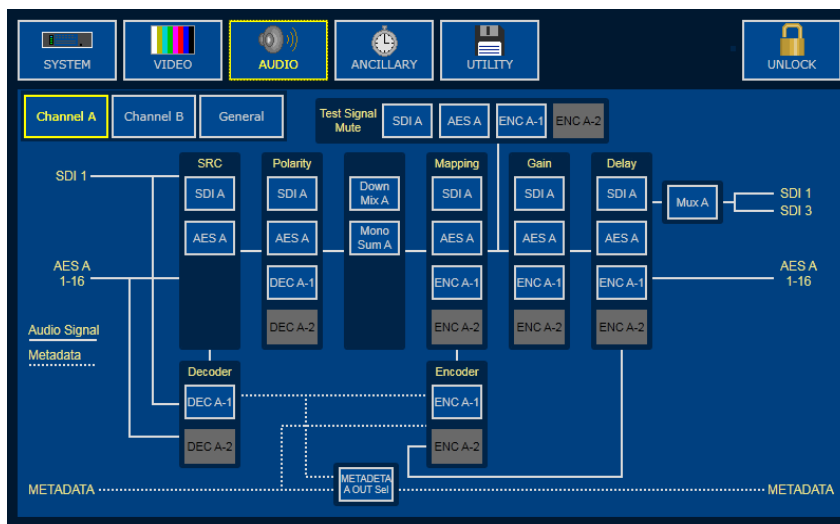 SYSTEM
VIDEO
AUDIO
ANCILLARY
UTILITY
UNLOCK
Channel A
Channel B
General
Test Signal
Mute
SDI A
AES A
ENC A-1
ENC A-2
SRC
Polarity
Mapping
Gain
Delay
SDI 1
SDI A
SDI A
Down
Mix A
SDI A
SDI A
SDI A
Mux A
SDI 1
SDI 3
AES A
AES A
Mono
Sum A
AES A
AES A
AES A
AES A
1-16
DEC A-1
ENC A-1
ENC A-1
ENC A-1
AES A
1-16
DEC A-2
ENC A-2
ENC A-2
ENC A-2
Audio Signal
Metadata
Decoder
Encoder
DEC A-1
ENC A-1
DEC A-2
ENC A-2
METADATA
METADETA
A OUT Sel
METADATA